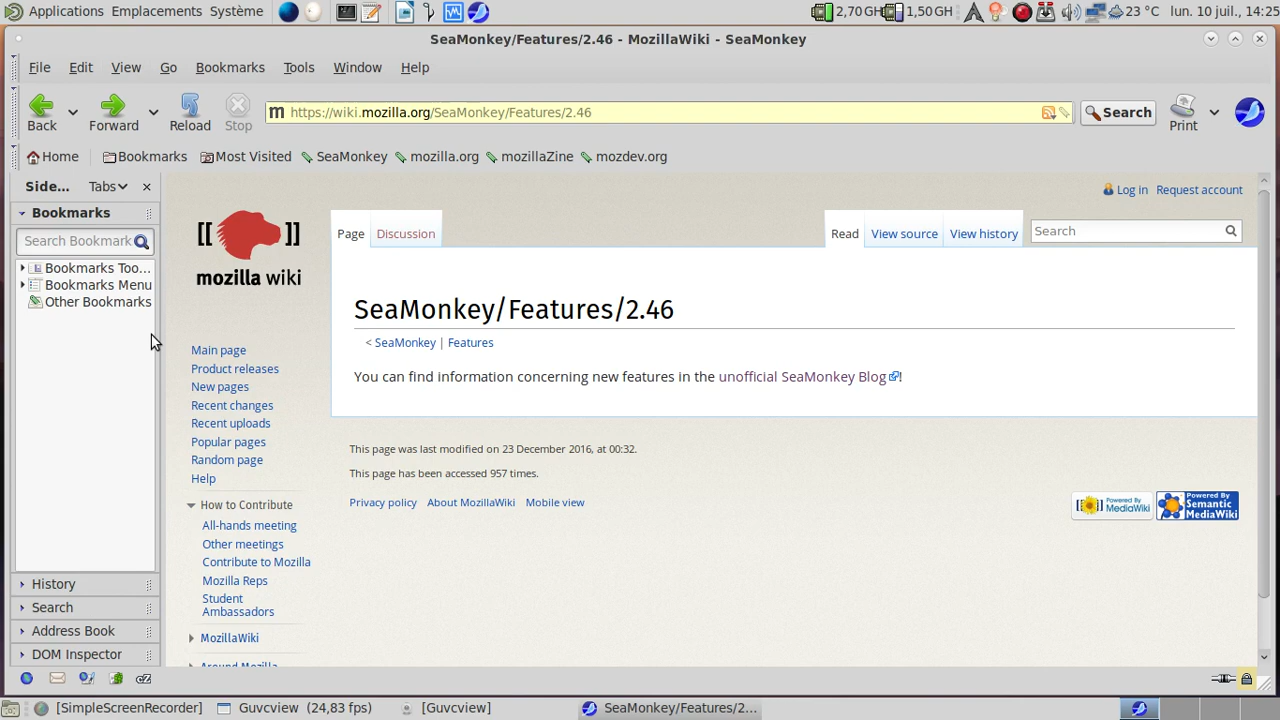 Applications Emplacements Système 2,70 GH 1,50 GH 23 °C lun. 10 juil., 14:25
SeaMonkey/Features/2.46 - MozillaWiki - SeaMonkey
File Edit View Go Bookmarks Tools Window Help
Back Forward Reload Stop https://wiki.mozilla.org/SeaMonkey/Features/2.46 Search Print
Home Bookmarks Most Visited SeaMonkey mozilla.org mozillaZine mozdev.org
Side... Tabs
Log in Request account
Bookmarks
Search Bookmark
Bookmarks Too...
Bookmarks Menu
Other Bookmarks
History
Search
Address Book
DOM Inspector
[[ ]]
mozilla wiki
Page Discussion Read View source View history Search
SeaMonkey/Features/2.46
< SeaMonkey | Features
You can find information concerning new features in the unofficial SeaMonkey Blog!
This page was last modified on 23 December 2016, at 00:32.
This page has been accessed 957 times.
Privacy policy About MozillaWiki Mobile view
[[ ]] Powered By MediaWiki
Powered By Semantic MediaWiki
Main page
Product releases
New pages
Recent changes
Recent uploads
Popular pages
Random page
Help
How to Contribute
All-hands meeting
Other meetings
Contribute to Mozilla
Mozilla Reps
Student
Ambassadors
MozillaWiki
Around Mozilla
cZ
[SimpleScreenRecorder] Guvcview (24,83 fps) [Guvcview] SeaMonkey/Features/2...